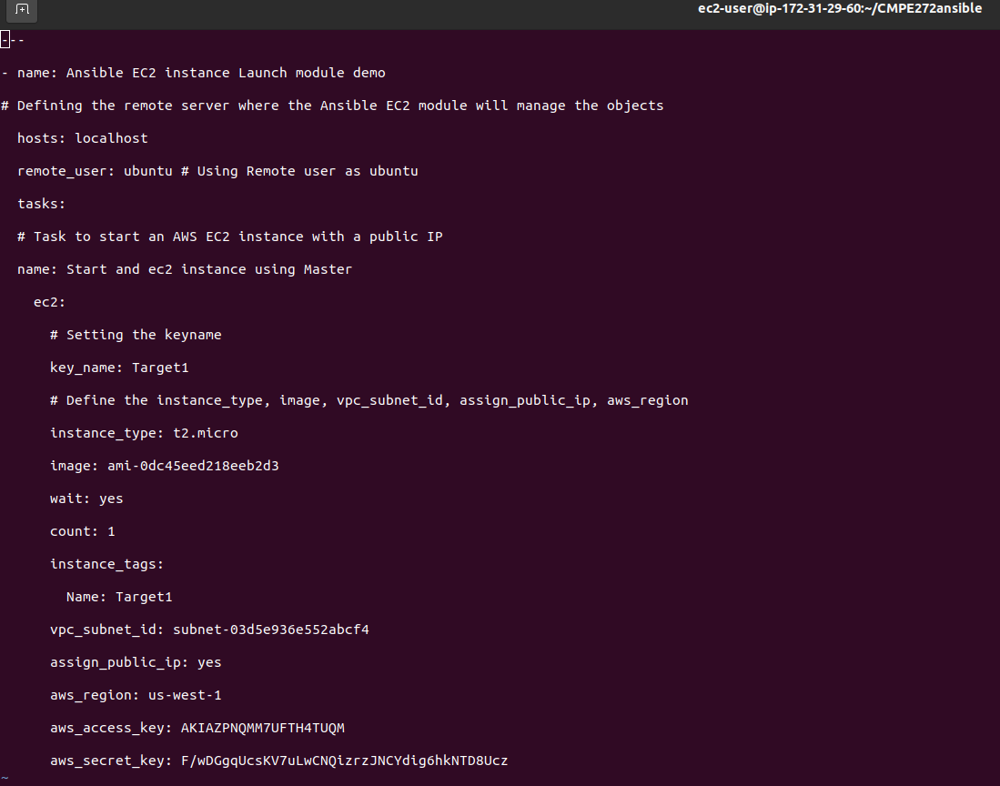 ec2-user@ip-172-31-29-60:~/CMPE272ansible
---
- name: Ansible EC2 instance Launch module demo
# Defining the remote server where the Ansible EC2 module will manage the objects
  hosts: localhost
  remote_user: ubuntu # Using Remote user as ubuntu
  tasks:
  # Task to start an AWS EC2 instance with a public IP
  name: Start and ec2 instance using Master
    ec2:
      # Setting the keyname
      key_name: Target1
      # Define the instance_type, image, vpc_subnet_id, assign_public_ip, aws_region
      instance_type: t2.micro
      image: ami-0dc45eed218eeb2d3
      wait: yes
      count: 1
      instance_tags:
        Name: Target1
      vpc_subnet_id: subnet-03d5e936e552abcf4
      assign_public_ip: yes
      aws_region: us-west-1
      aws_access_key: AKIAZPNQMM7UFTH4TUQM
      aws_secret_key: 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
~